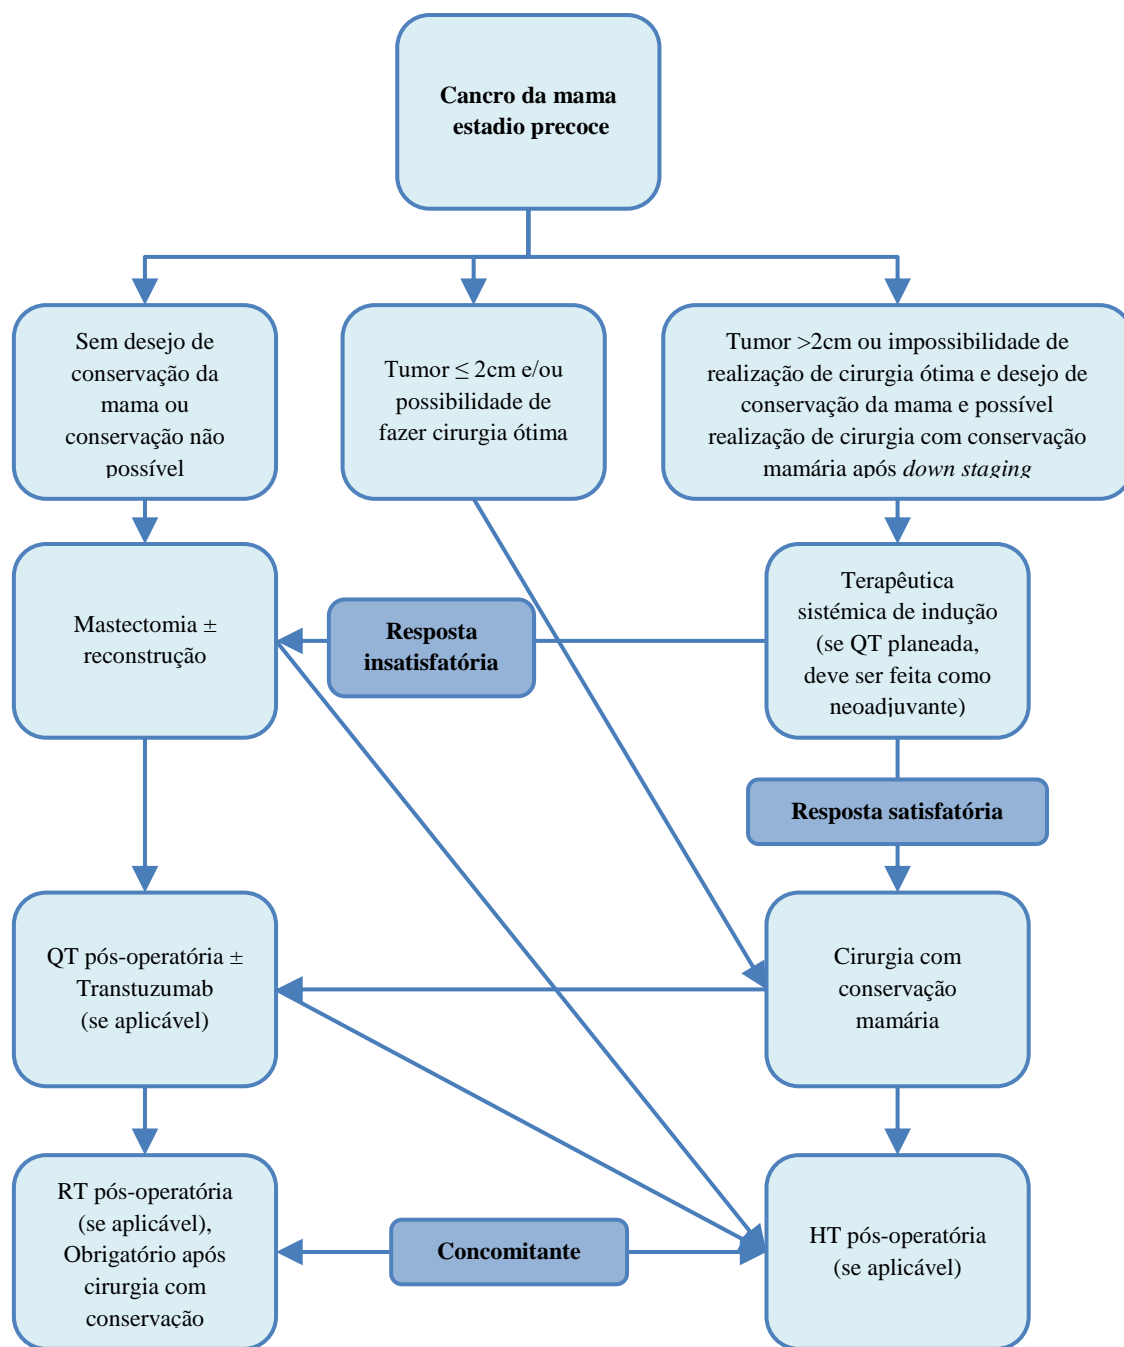 Cancro da mama
estadio precoce
Sem desejo de
conservação da
mama ou
conservação não
possível
Tumor ≤ 2cm e/ou
possibilidade de
fazer cirurgia ótima
Tumor >2cm ou impossibilidade de
realização de cirurgia ótima e desejo de
conservação da mama e possível
realização de cirurgia com conservação
mamária após down staging
Mastectomia ±
reconstrução
Resposta
insatisfatória
Terapêutica
sistémica de indução
(se QT planeada,
deve ser feita como
neoadjuvante)
Resposta satisfatória
QT pós-operatória ±
Transtuzumab
(se aplicável)
Cirurgia com
conservação
mamária
RT pós-operatória
(se aplicável),
Obrigatório após
cirurgia com
conservação
Concomitante
HT pós-operatória
(se aplicável)